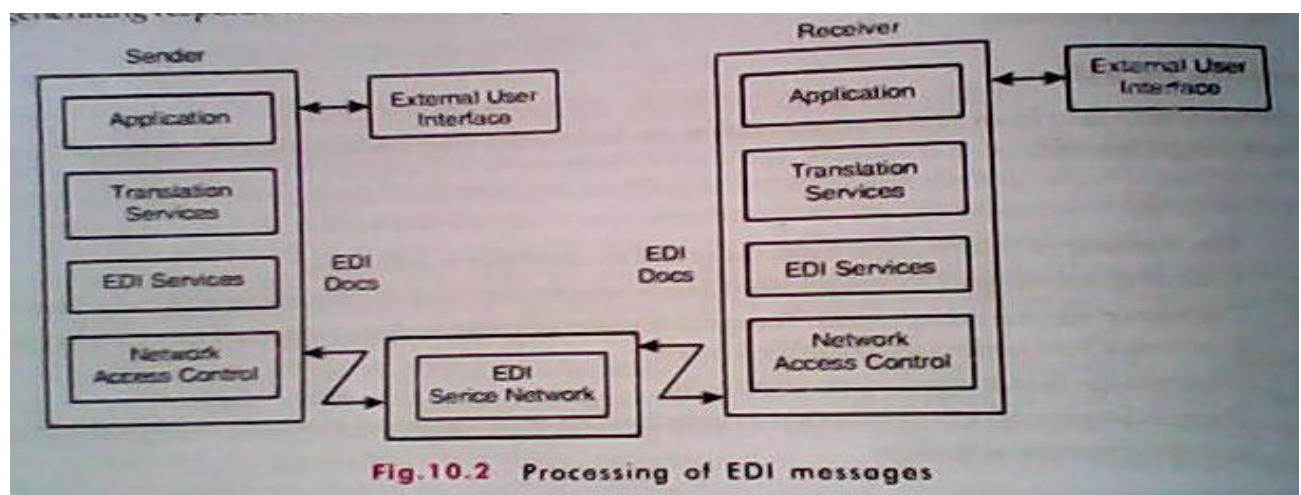 Sender
Application
Translation
Services
EDI Services
Network
Access Control
External User
Interface
EDI
Docs
EDI
Serice Network
EDI
Docs
Receiver
Application
Translation
Services
EDI Services
Network
Access Control
External User
Interface
Fig.10.2 Processing of EDI messages